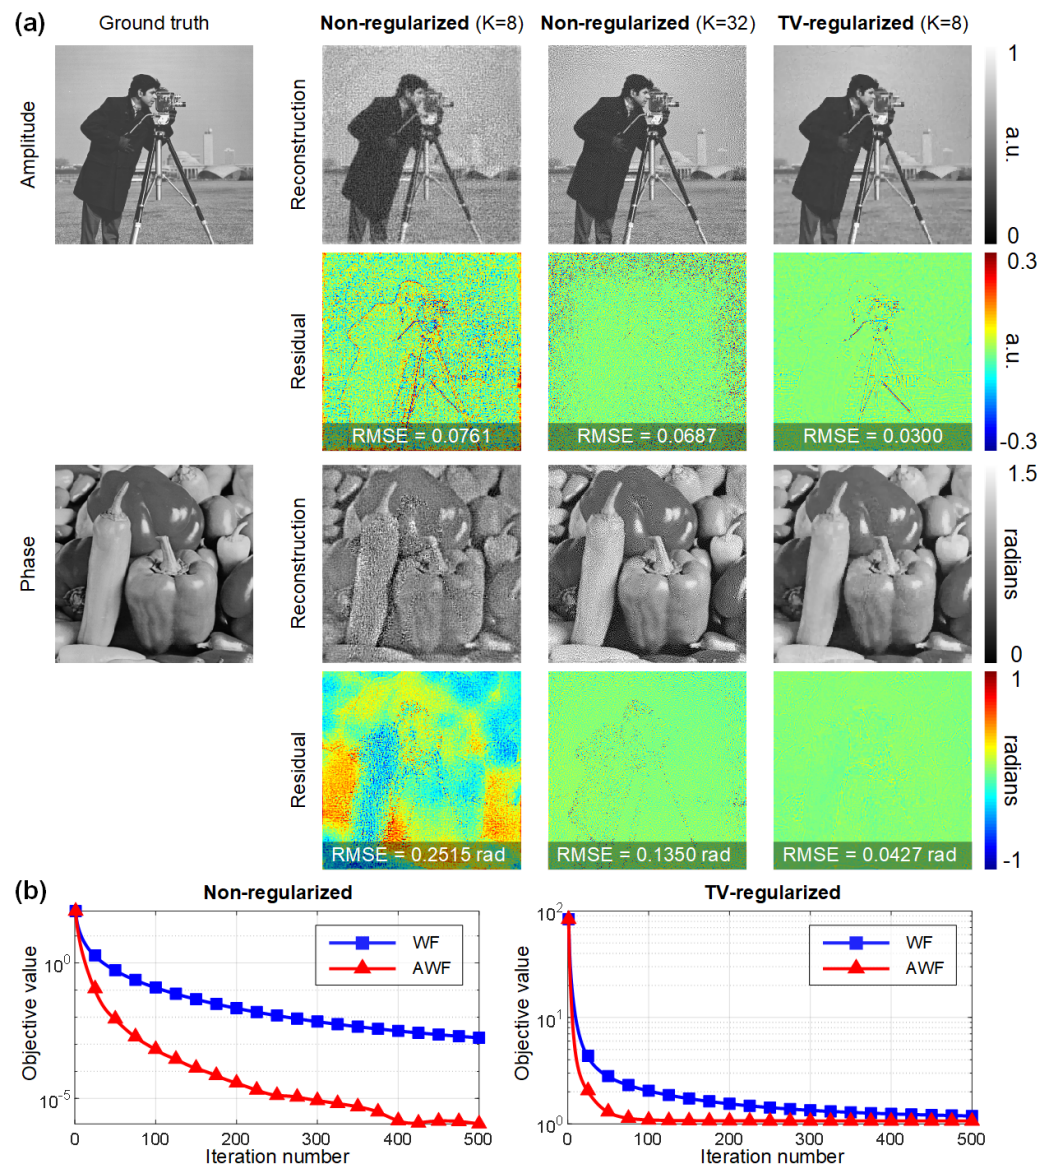 (a)
Ground truth
Non-regularized (K=8)
Non-regularized (K=32)
TV-regularized (K=8)
Amplitude
Reconstruction
1
a.u.
0
Residual
RMSE = 0.0761
RMSE = 0.0687
RMSE = 0.0300
0.3
a.u
-0.3
Phase
Reconstruction
1.5
radians
0
Residual
RMSE = 0.2515 rad
RMSE = 0.1350 rad
RMSE = 0.0427 rad
1
radians
-1
(b)
Non-regularized
Objective value
10^0
10^-5
WF
AWF
0 100 200 300 400 500
Iteration number
TV-regularized
Objective value
10^2
10^1
10^0
WF
AWF
0 100 200 300 400 500
Iteration number